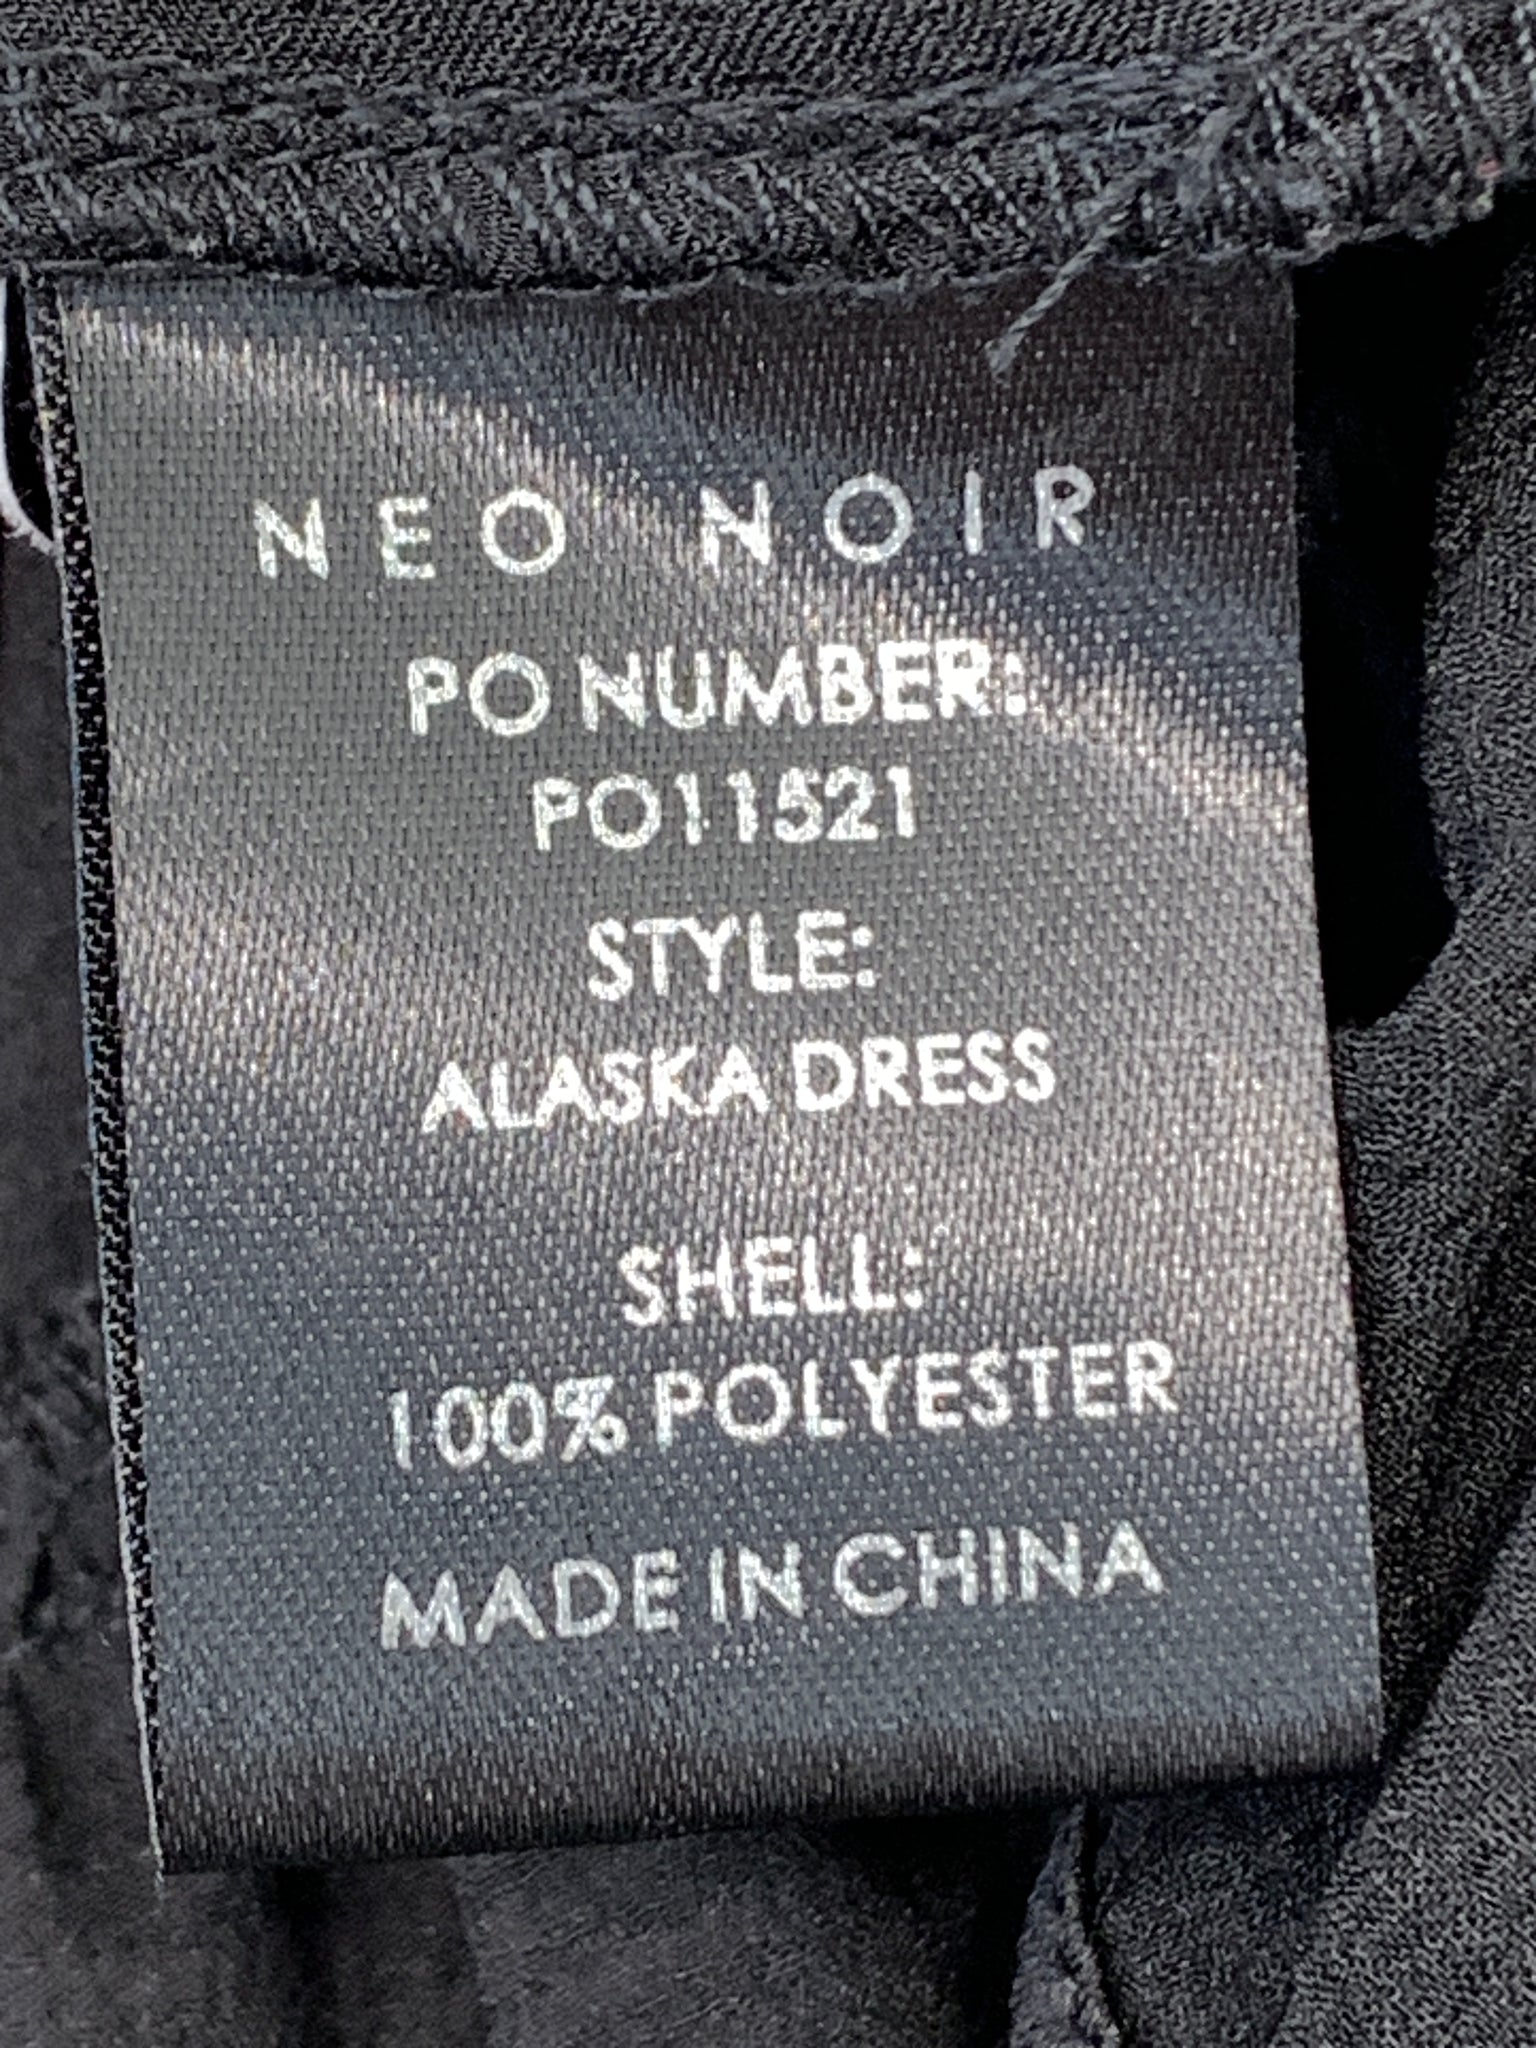 NEO NOIR
PO NUMBER:
PO11521
STYLE:
ALASKA DRESS
SHELL:
100% POLYESTER
MADE IN CHINA